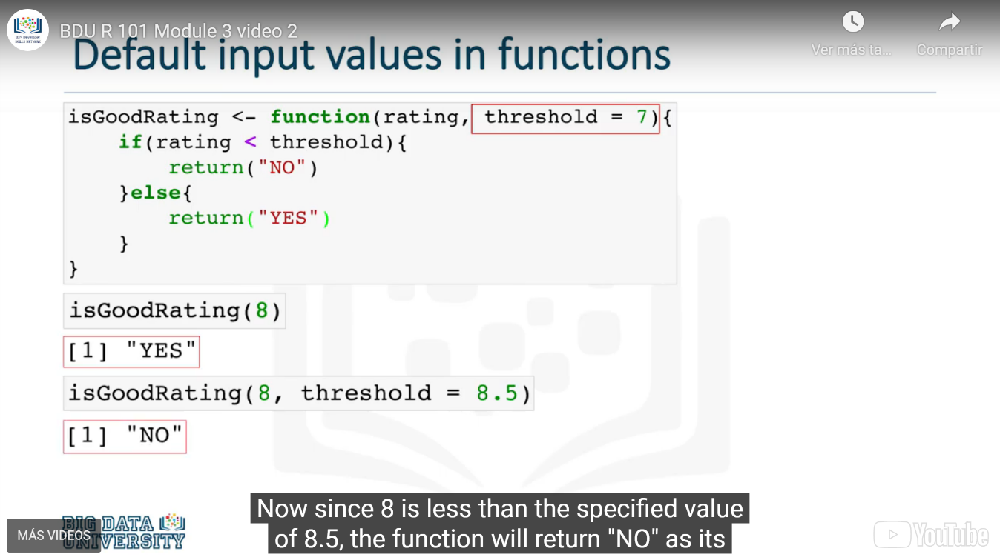 BDU R 101 Module 3 video 2
Ver más ta...
Compartir
Default input values in functions
isGoodRating <- function(rating, threshold = 7){
    if(rating < threshold){
        return("NO")
    }else{
        return("YES")
    }
}
isGoodRating(8)
[1] "YES"
isGoodRating(8, threshold = 8.5)
[1] "NO"
Now since 8 is less than the specified value
of 8.5, the function will return "NO" as its
BIG DATA
UNIVERSITY
MÁS VIDEOS
YouTube